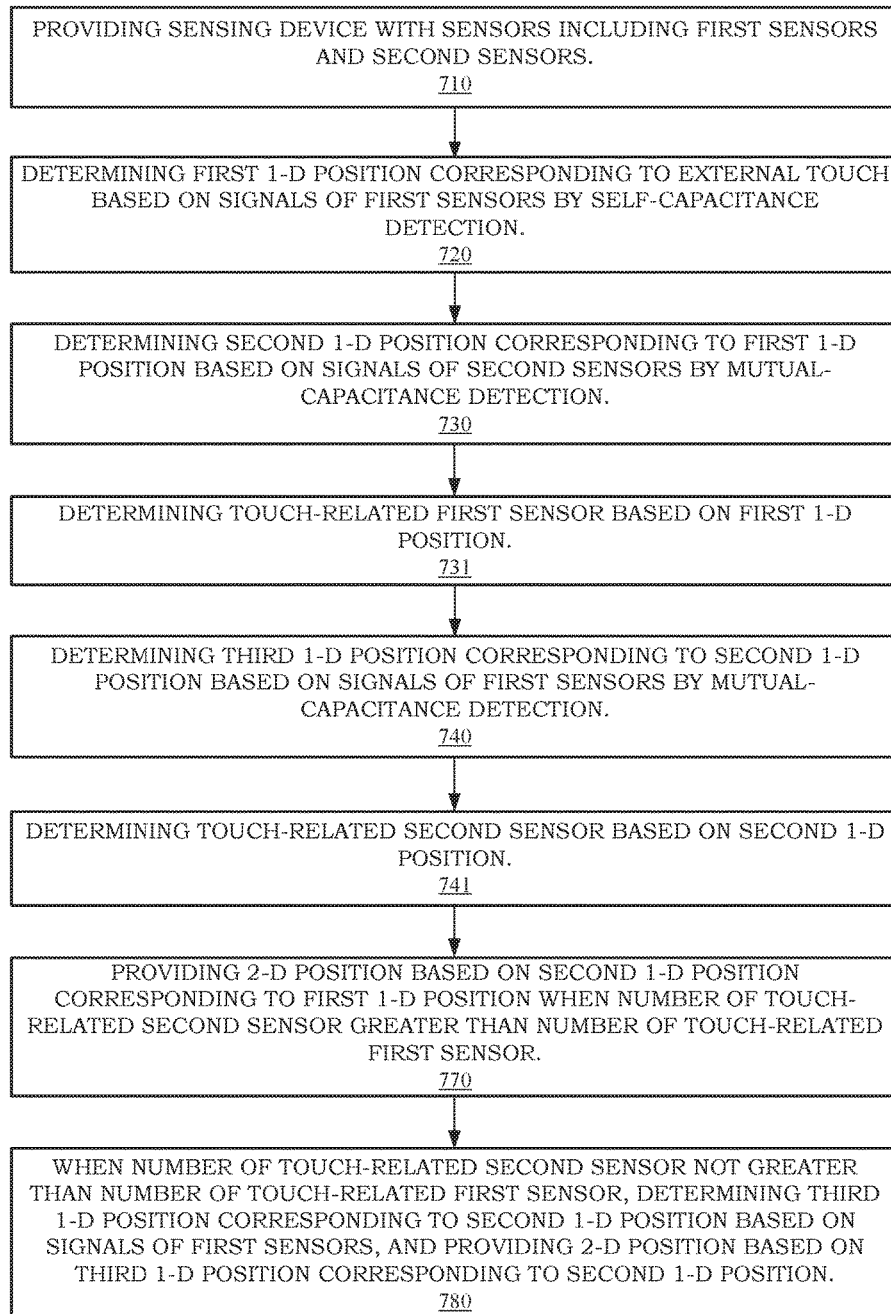 PROVIDING SENSING DEVICE WITH SENSORS INCLUDING FIRST SENSORS
AND SECOND SENSORS.
710
DETERMINING FIRST 1-D POSITION CORRESPONDING TO EXTERNAL TOUCH
BASED ON SIGNALS OF FIRST SENSORS BY SELF-CAPACITANCE
DETECTION.
720
DETERMINING SECOND 1-D POSITION CORRESPONDING TO FIRST 1-D
POSITION BASED ON SIGNALS OF SECOND SENSORS BY MUTUAL-
CAPACITANCE DETECTION.
730
DETERMINING TOUCH-RELATED FIRST SENSOR BASED ON FIRST 1-D
POSITION.
731
DETERMINING THIRD 1-D POSITION CORRESPONDING TO SECOND 1-D
POSITION BASED ON SIGNALS OF FIRST SENSORS BY MUTUAL-
CAPACITANCE DETECTION.
740
DETERMINING TOUCH-RELATED SECOND SENSOR BASED ON SECOND 1-D
POSITION.
741
PROVIDING 2-D POSITION BASED ON SECOND 1-D POSITION
CORRESPONDING TO FIRST 1-D POSITION WHEN NUMBER OF TOUCH-
RELATED SECOND SENSOR GREATER THAN NUMBER OF TOUCH-RELATED
FIRST SENSOR.
770
WHEN NUMBER OF TOUCH-RELATED SECOND SENSOR NOT GREATER
THAN NUMBER OF TOUCH-RELATED FIRST SENSOR, DETERMINING THIRD
1-D POSITION CORRESPONDING TO SECOND 1-D POSITION BASED ON
SIGNALS OF FIRST SENSORS, AND PROVIDING 2-D POSITION BASED ON
THIRD 1-D POSITION CORRESPONDING TO SECOND 1-D POSITION.
780